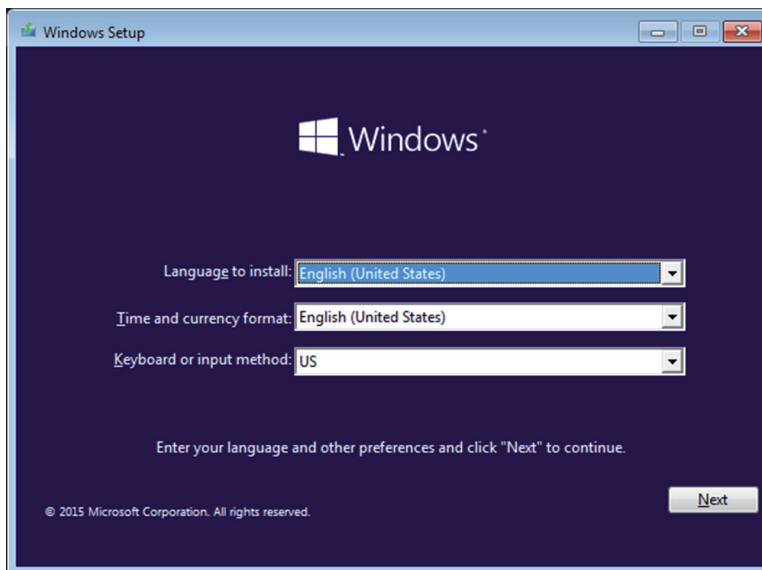 Windows Setup
Windows
Language to install: English (United States)
Time and currency format: English (United States)
Keyboard or input method: US
Enter your language and other preferences and click "Next" to continue.
Next
© 2015 Microsoft Corporation. All rights reserved.